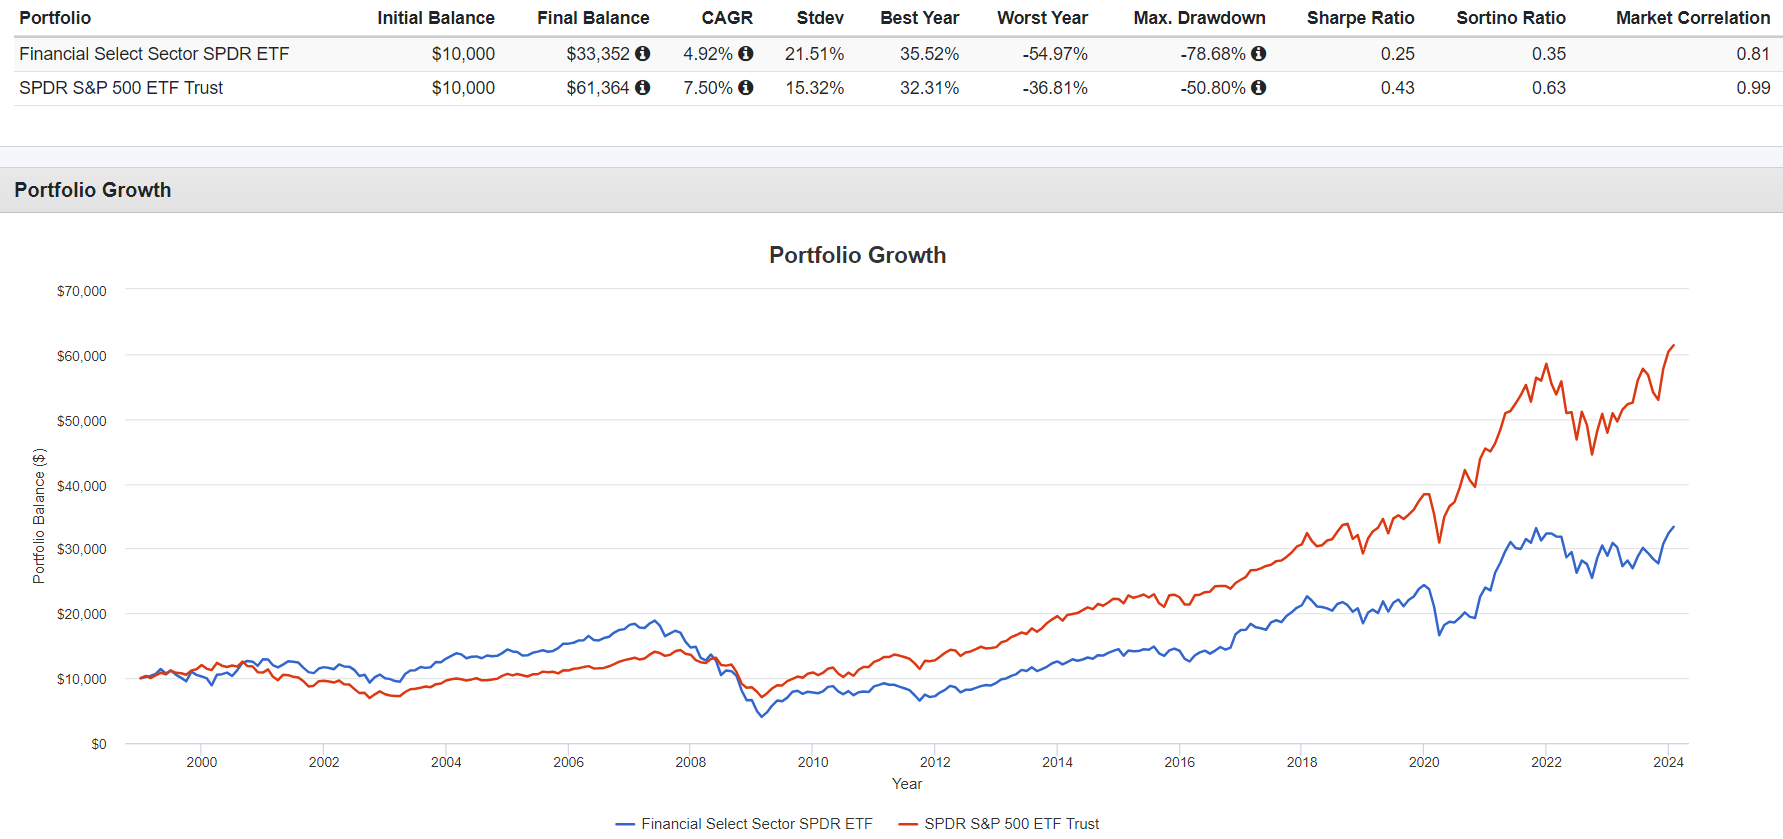 Portfolio Initial Balance Final Balance CAGR Stdev Best Year Worst Year Max. Drawdown Sharpe Ratio Sortino Ratio Market Correlation
Financial Select Sector SPDR ETF $10,000 $33,352 4.92% 21.51% 35.52% -54.97% -78.68% 0.25 0.35 0.81
SPDR S&P 500 ETF Trust $10,000 $61,364 7.50% 15.32% 32.31% -36.81% -50.80% 0.43 0.63 0.99
Portfolio Growth
Portfolio Growth
Portfolio Balance ($)
$70,000
$60,000
$50,000
$40,000
$30,000
$20,000
$10,000
$0
2000 2002 2004 2006 2008 2010 2012 2014 2016 2018 2020 2022 2024
Year
Financial Select Sector SPDR ETF SPDR S&P 500 ETF Trust